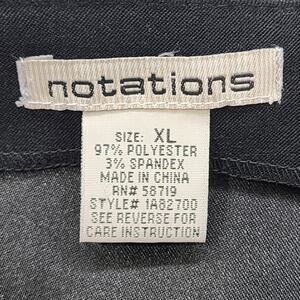 notations
SIZE: XL
97% POLYESTER
3% SPANDEX
MADE IN CHINA
RN# 58719
STYLE# 1A82700
SEE REVERSE FOR
CARE INSTRUCTION